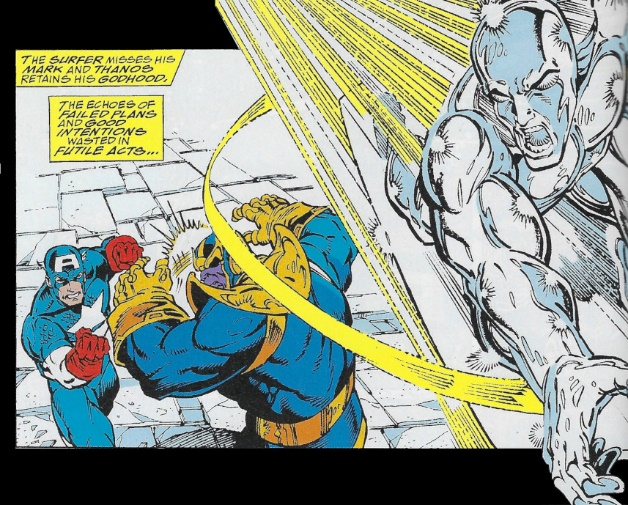 THE SURFER MISSES HIS
MARK AND THANOS
RETAINS HIS GODHOOD.
THE ECHOES OF
FAILED PLANS
AND GOOD
INTENTIONS
WASTED IN
FUTILE ACTS...
A